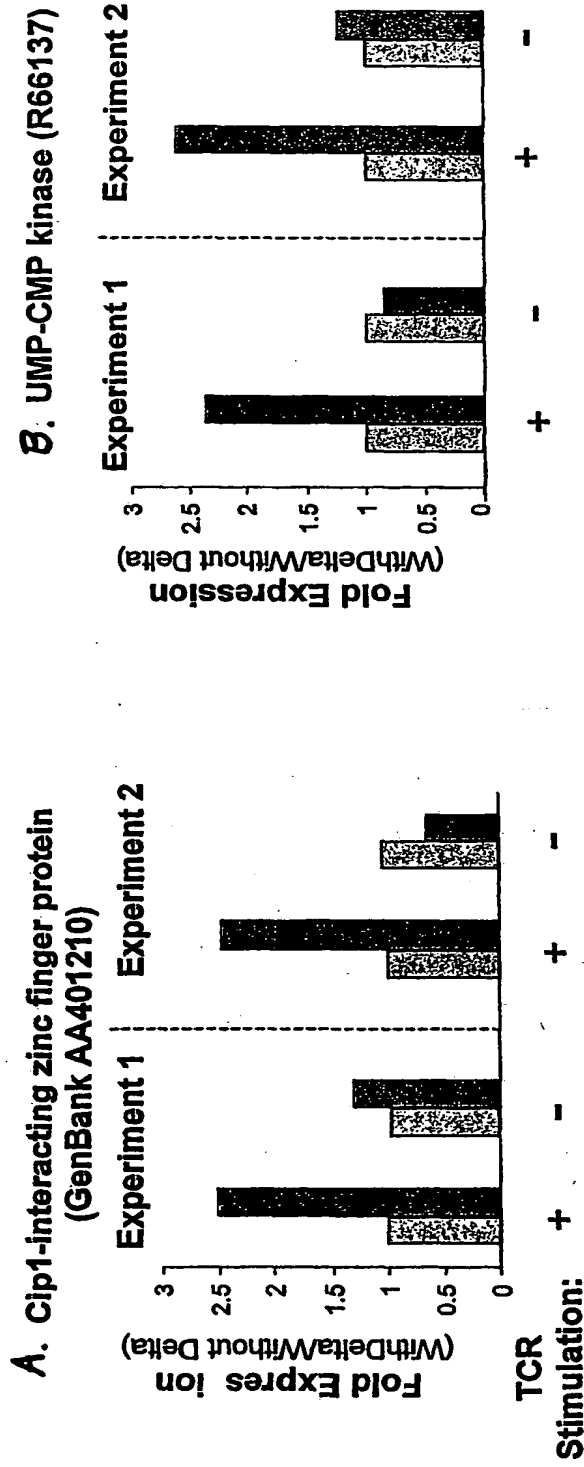 A. Cip1-interacting zinc finger protein
(GenBank AA401210)
Experiment 1
Experiment 2
Fold Expres ion
(WithDelta/Without Delta)
3
2.5
2
1.5
1
0.5
0
TCR
Stimulation:
+
-
+
-
B. UMP-CMP kinase (R66137)
Experiment 1
Experiment 2
Fold Expression
(WithDelta/Without Delta)
3
2.5
2
1.5
1
0.5
0
+
-
+
-